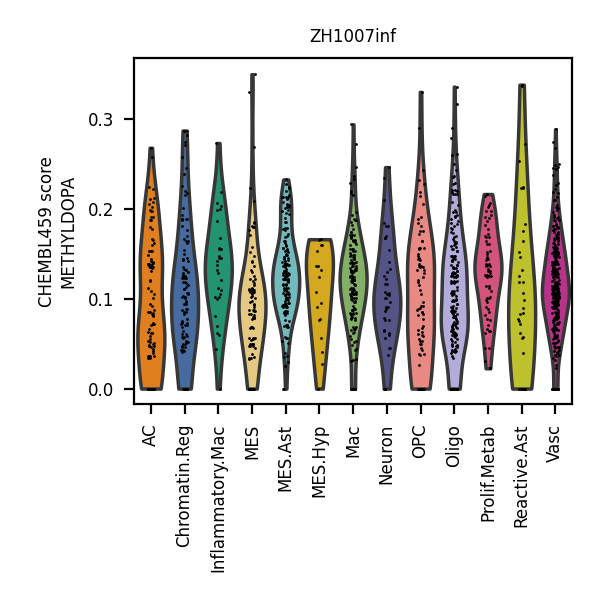 ZH1007inf
CHEMBL459 score
METHYLDOPA
0.3
0.2
0.1
0.0
AC
Chromatin.Reg
Inflammatory.Mac
MES
MES.Ast
MES.Hyp
Mac
Neuron
OPC
Oligo
Prolif.Metab
Reactive.Ast
Vasc